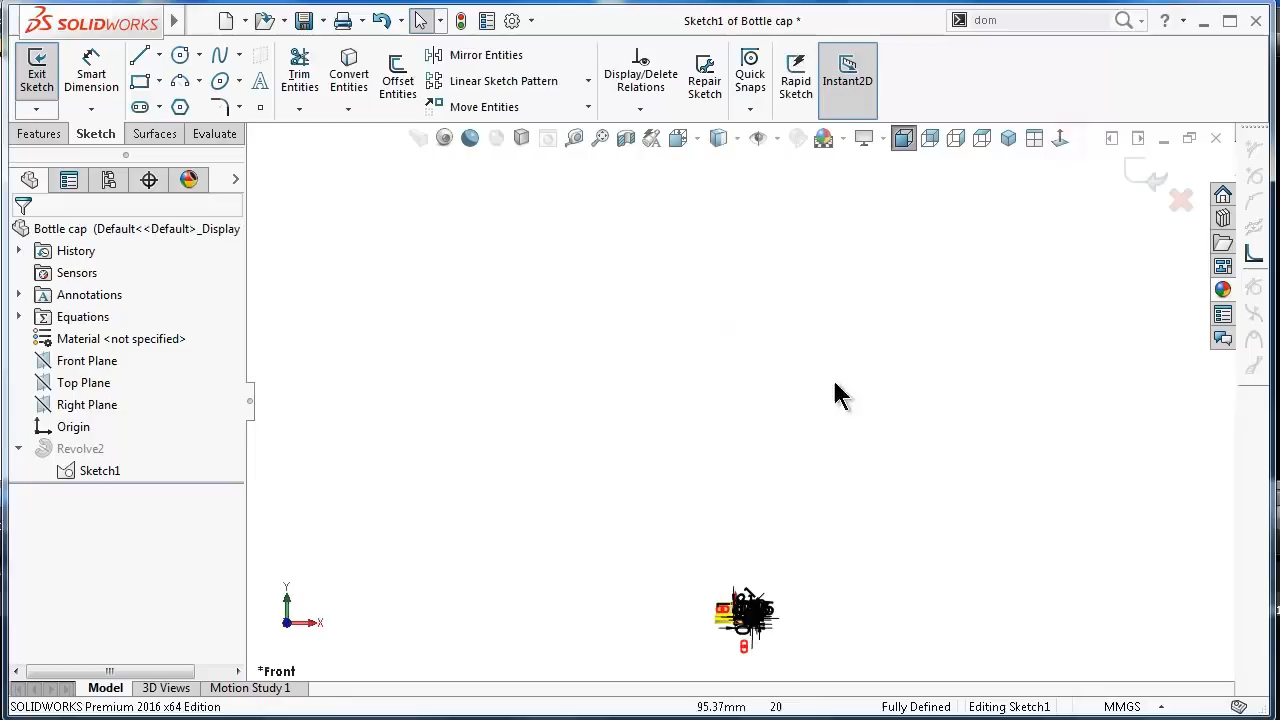 SOLIDWORKS
Sketch1 of Bottle cap *
dom
Exit Sketch
Smart Dimension
Trim Entities
Convert Entities
Offset Entities
Mirror Entities
Linear Sketch Pattern
Move Entities
Display/Delete Relations
Repair Sketch
Quick Snaps
Rapid Sketch
Instant2D
Features
Sketch
Surfaces
Evaluate
Bottle cap (Default<<Default>_Display
History
Sensors
Annotations
Equations
Material <not specified>
Front Plane
Top Plane
Right Plane
Origin
Revolve2
Sketch1
Y
X
*Front
Model
3D Views
Motion Study 1
SOLIDWORKS Premium 2016 x64 Edition
95.37mm
20
Fully Defined
Editing Sketch1
MMGS